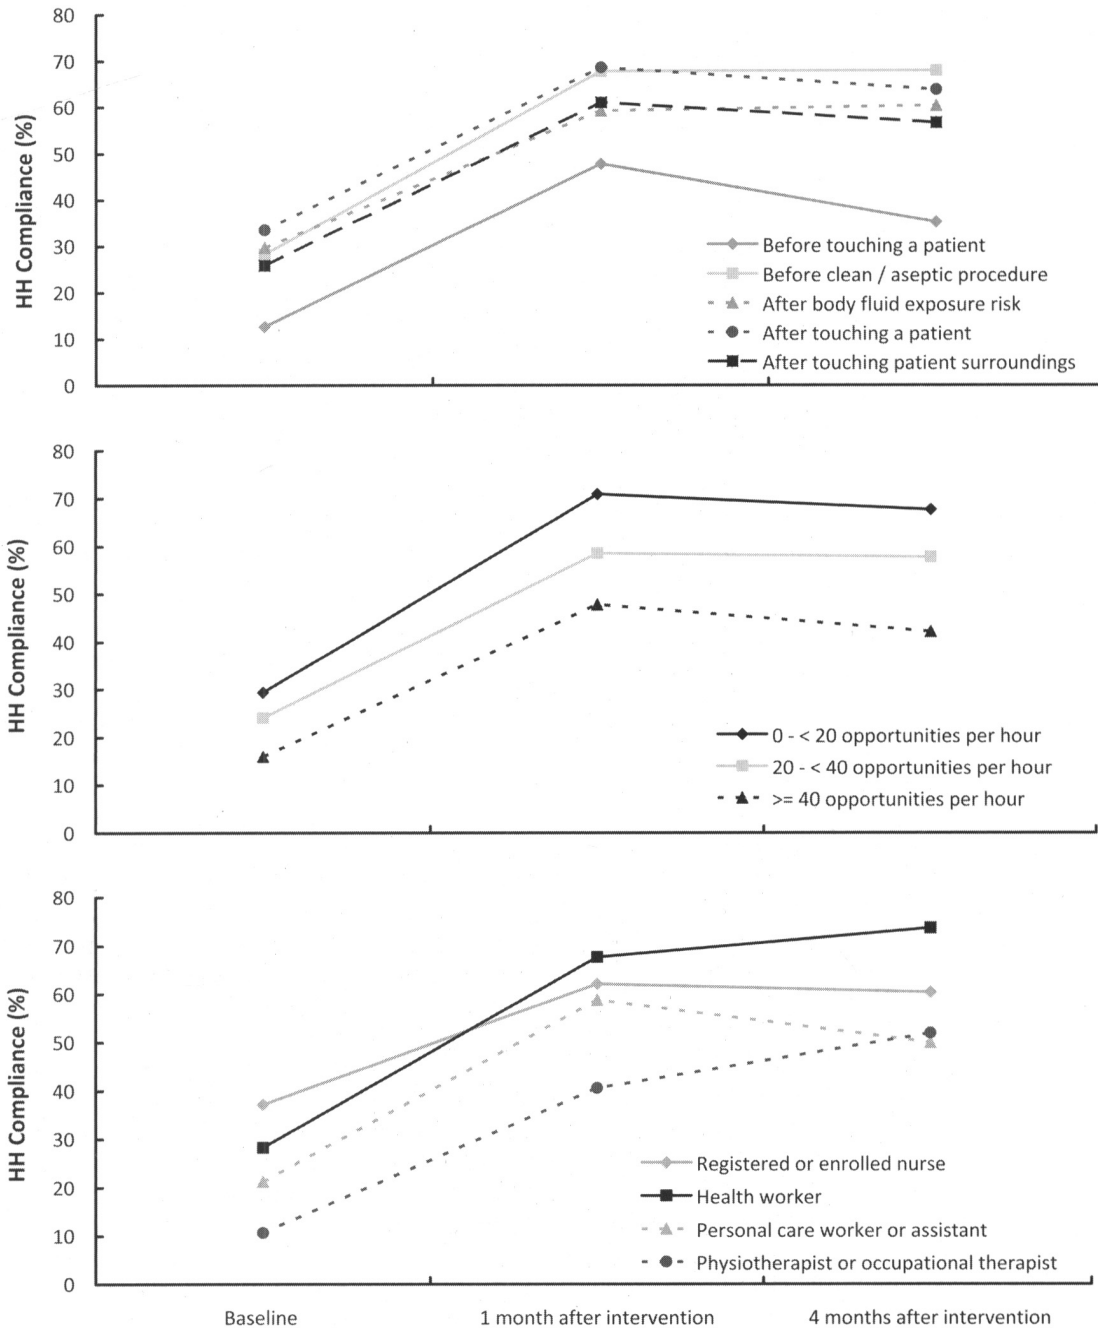 80
70
60
50
40
30
20
10
0
HH Compliance (%)
Before touching a patient
Before clean / aseptic procedure
After body fluid exposure risk
After touching a patient
After touching patient surroundings
80
70
60
50
40
30
20
10
0
HH Compliance (%)
0 - < 20 opportunities per hour
20 - < 40 opportunities per hour
>= 40 opportunities per hour
80
70
60
50
40
30
20
10
0
HH Compliance (%)
Registered or enrolled nurse
Health worker
Personal care worker or assistant
Physiotherapist or occupational therapist
Baseline
1 month after intervention
4 months after intervention